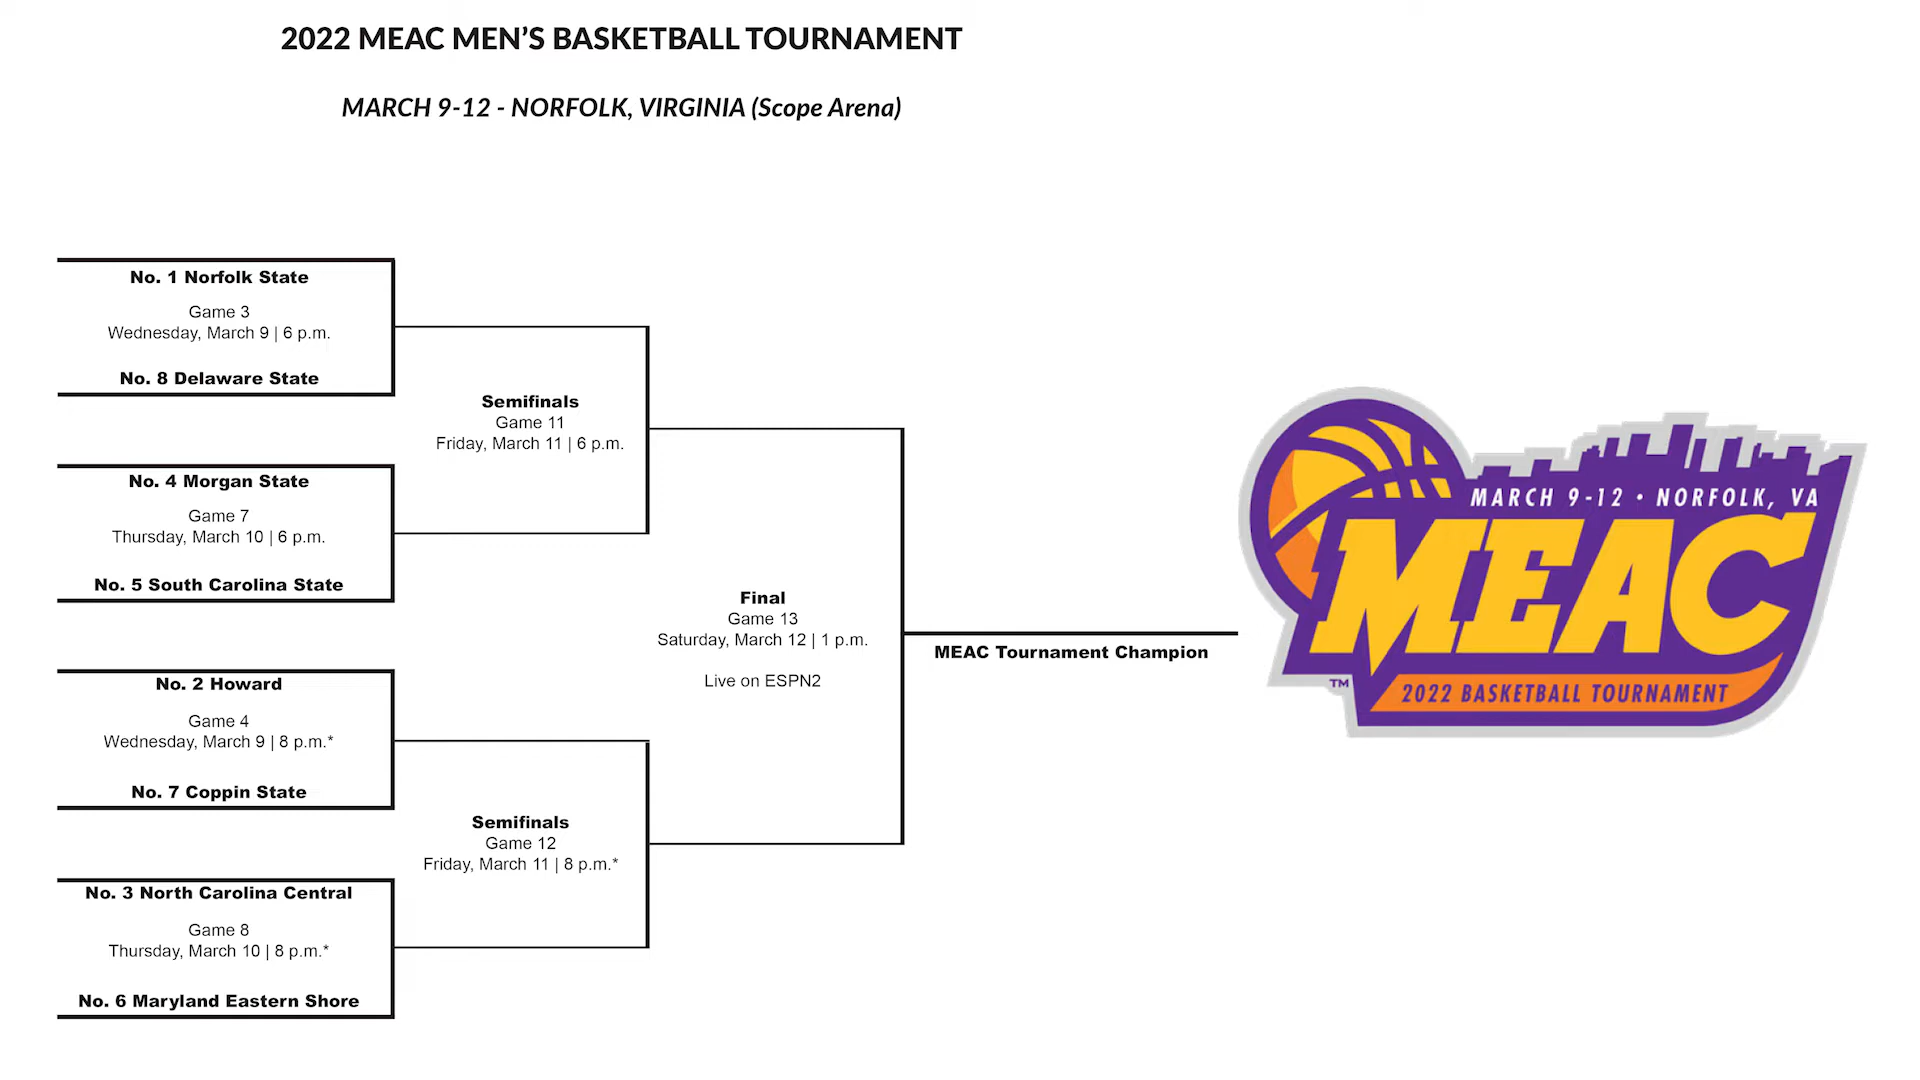 2022 MEAC MEN'S BASKETBALL TOURNAMENT
MARCH 9-12 - NORFOLK, VIRGINIA (Scope Arena)
No. 1 Norfolk State
Game 3
Wednesday, March 9 | 6 p.m.
No. 8 Delaware State
Semifinals
Game 11
Friday, March 11 | 6 p.m.
No. 4 Morgan State
Game 7
Thursday, March 10 | 6 p.m.
No. 5 South Carolina State
Final
Game 13
Saturday, March 12 | 1 p.m.
Live on ESPN2
MEAC Tournament Champion
No. 2 Howard
Game 4
Wednesday, March 9 | 8 p.m.*
No. 7 Coppin State
Semifinals
Game 12
Friday, March 11 | 8 p.m.*
No. 3 North Carolina Central
Game 8
Thursday, March 10 | 8 p.m.*
No. 6 Maryland Eastern Shore
MARCH 9-12 • NORFOLK, VA
MEAC
TM
2022 BASKETBALL TOURNAMENT